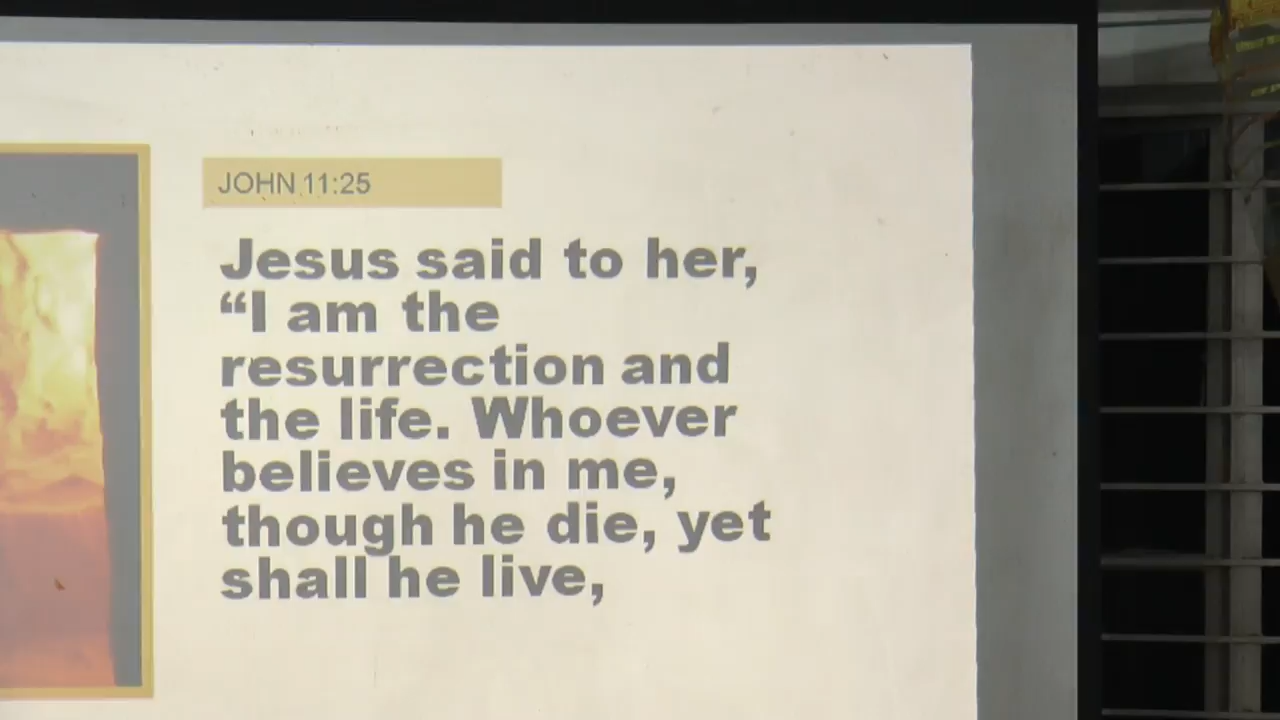 JOHN 11:25
Jesus said to her,
“I am the
resurrection and
the life. Whoever
believes in me,
though he die, yet
shall he live,